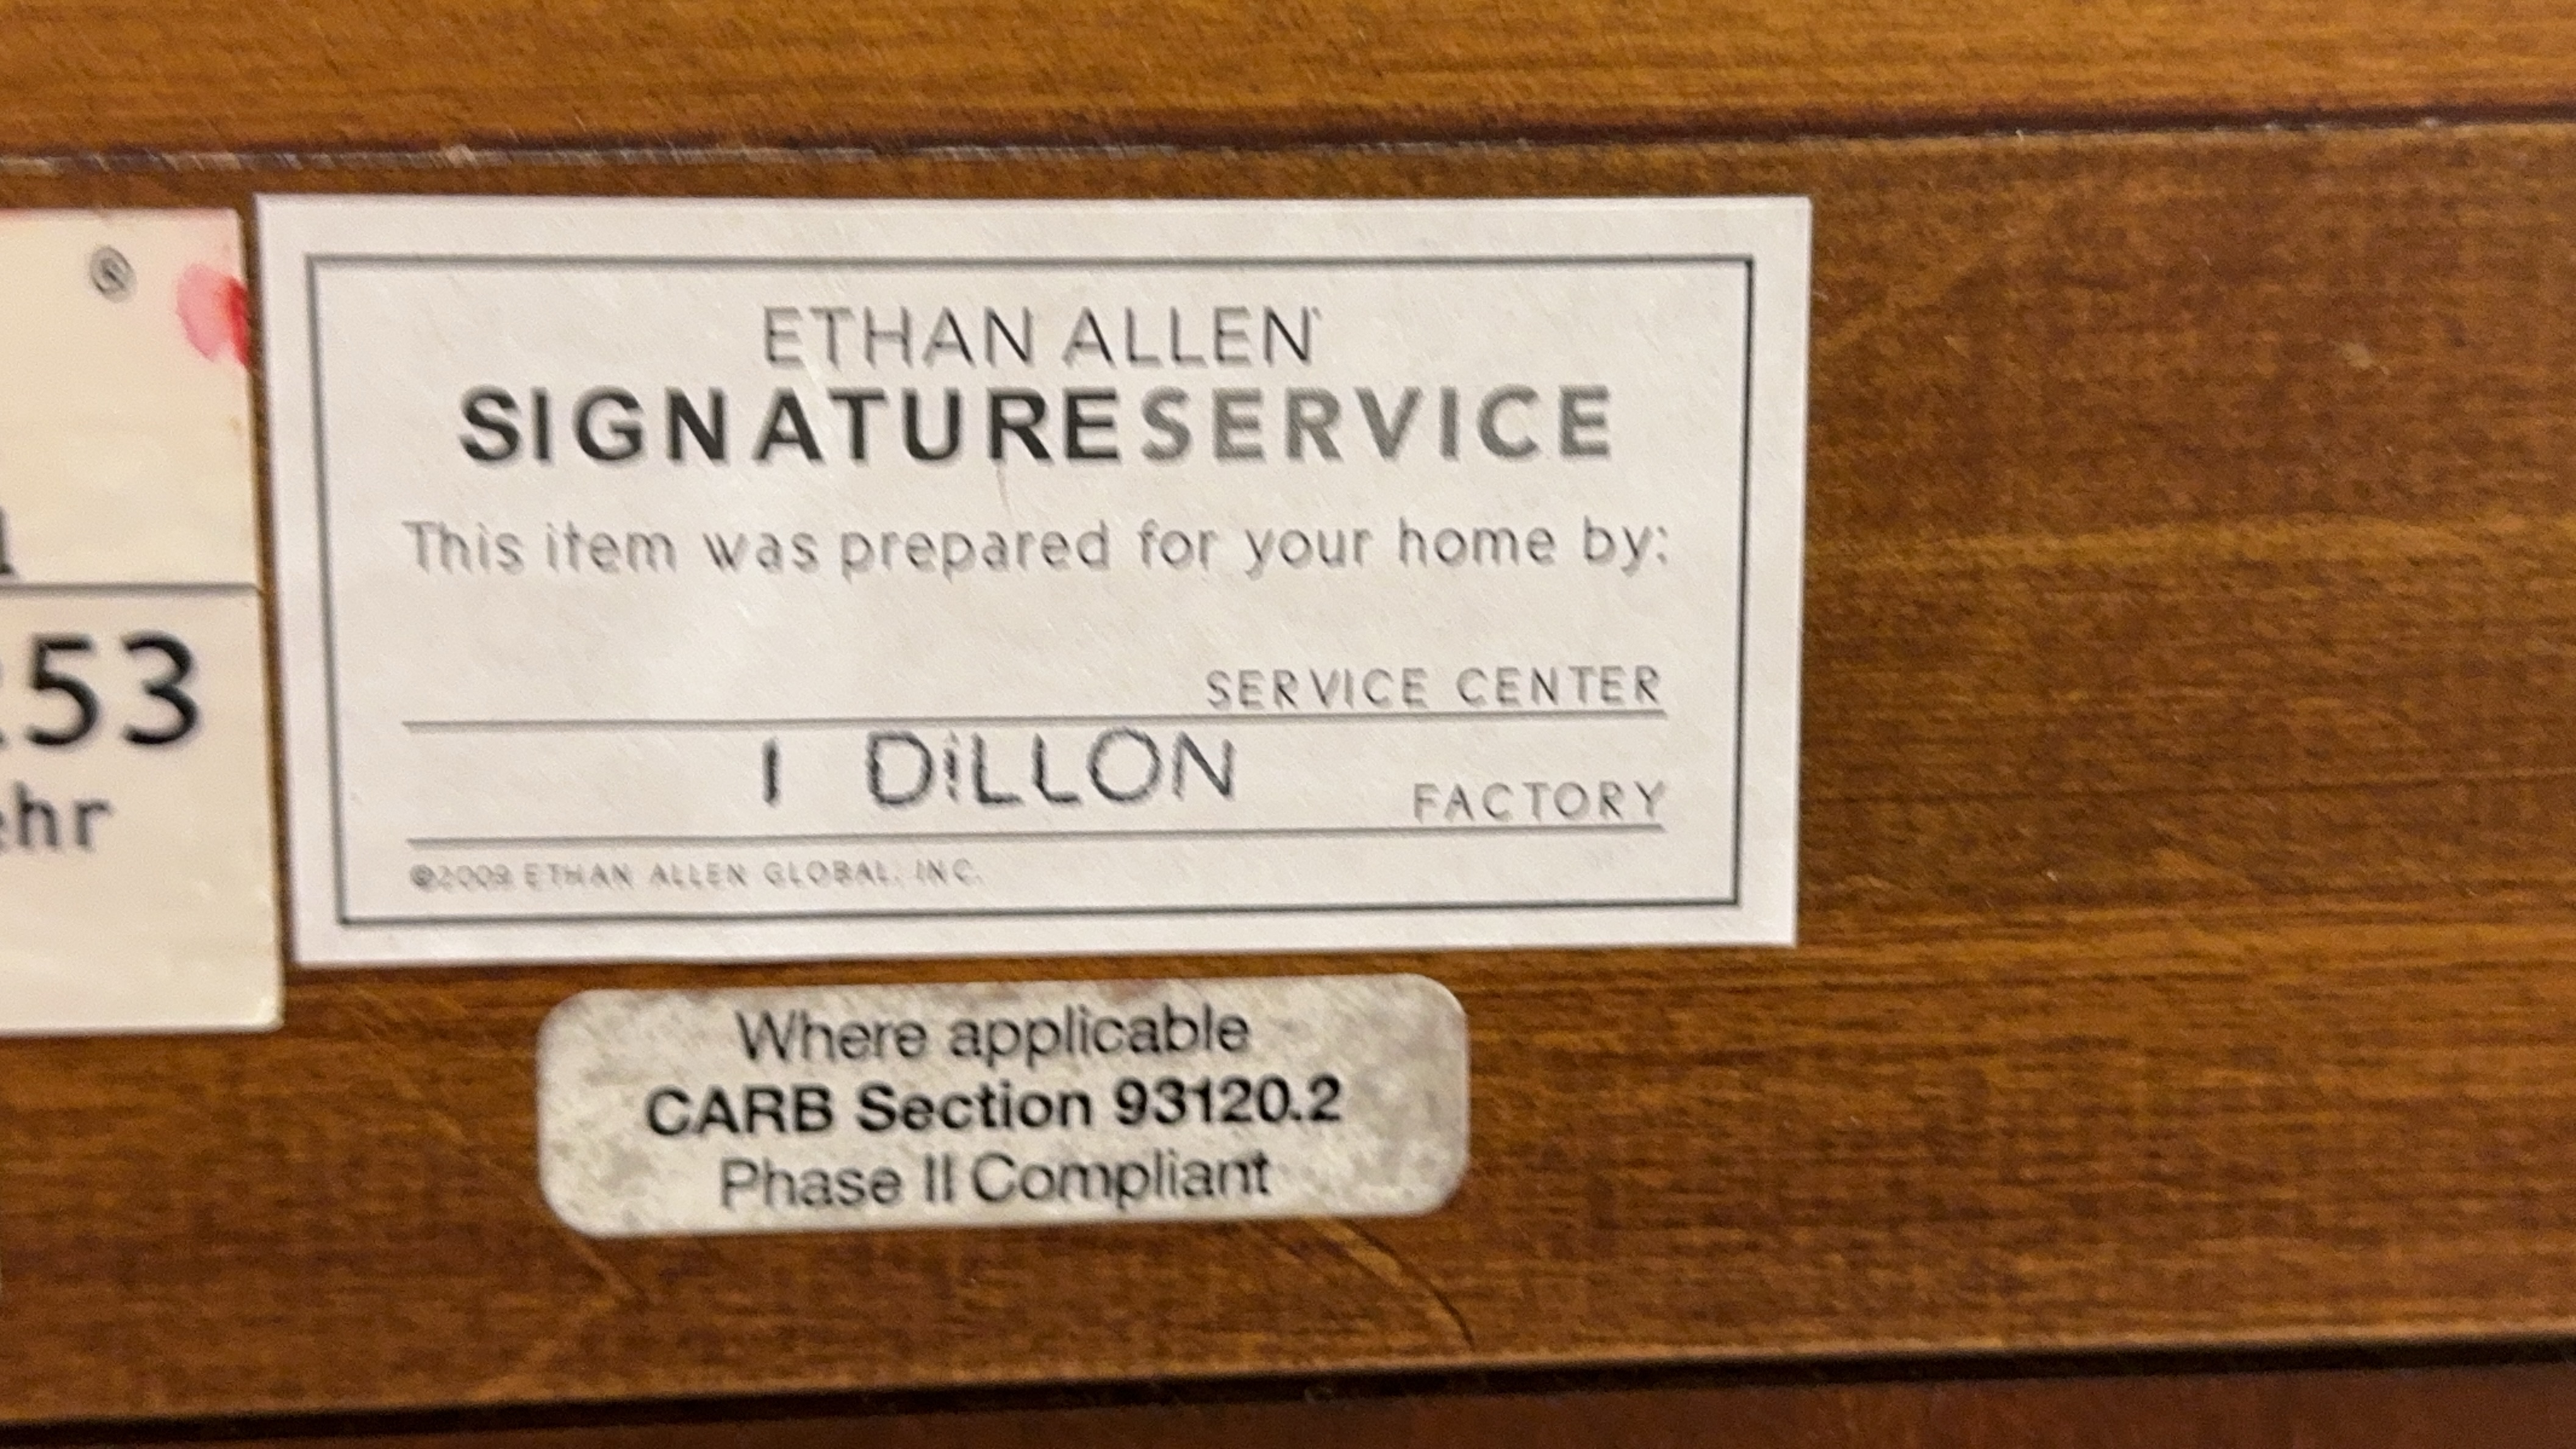 ®
53
ehr
ETHAN ALLEN®
SIGNATURESERVICE
This item was prepared for your home by:
SERVICE CENTER
I DiLLON FACTORY
©2009 ETHAN ALLEN GLOBAL, INC.
Where applicable
CARB Section 93120.2
Phase II Compliant